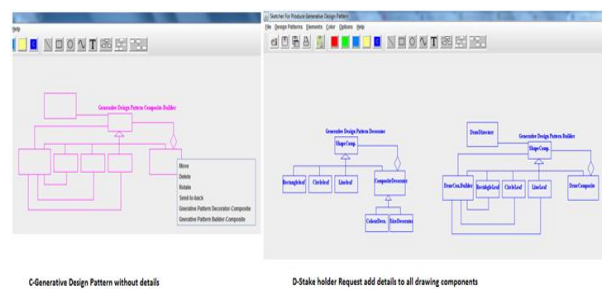 Help
Generative Design Pattern Composite Builder
Move
Delete
Rotate
Send to back
Generative Pattern Decorator Composite
Generative Pattern Builder Composite
C-Generative Design Pattern without details
Sketcher For Produce Generative Design Pattern
File Design Patterns Elements Color Options Help
Generative Design Pattern Decorator
ShapeComp.
RectangleLeaf CircleLeaf LineLeaf CompositeDecorator
ColourDeco. SizeDecorator
DrawDirector
Generative Design Pattern Builder
ShapeComp.
DrawCon.Builder RectangleLeaf CircleLeaf LineLeaf DrawComposite
D-Stake holder Request add details to all drawing components